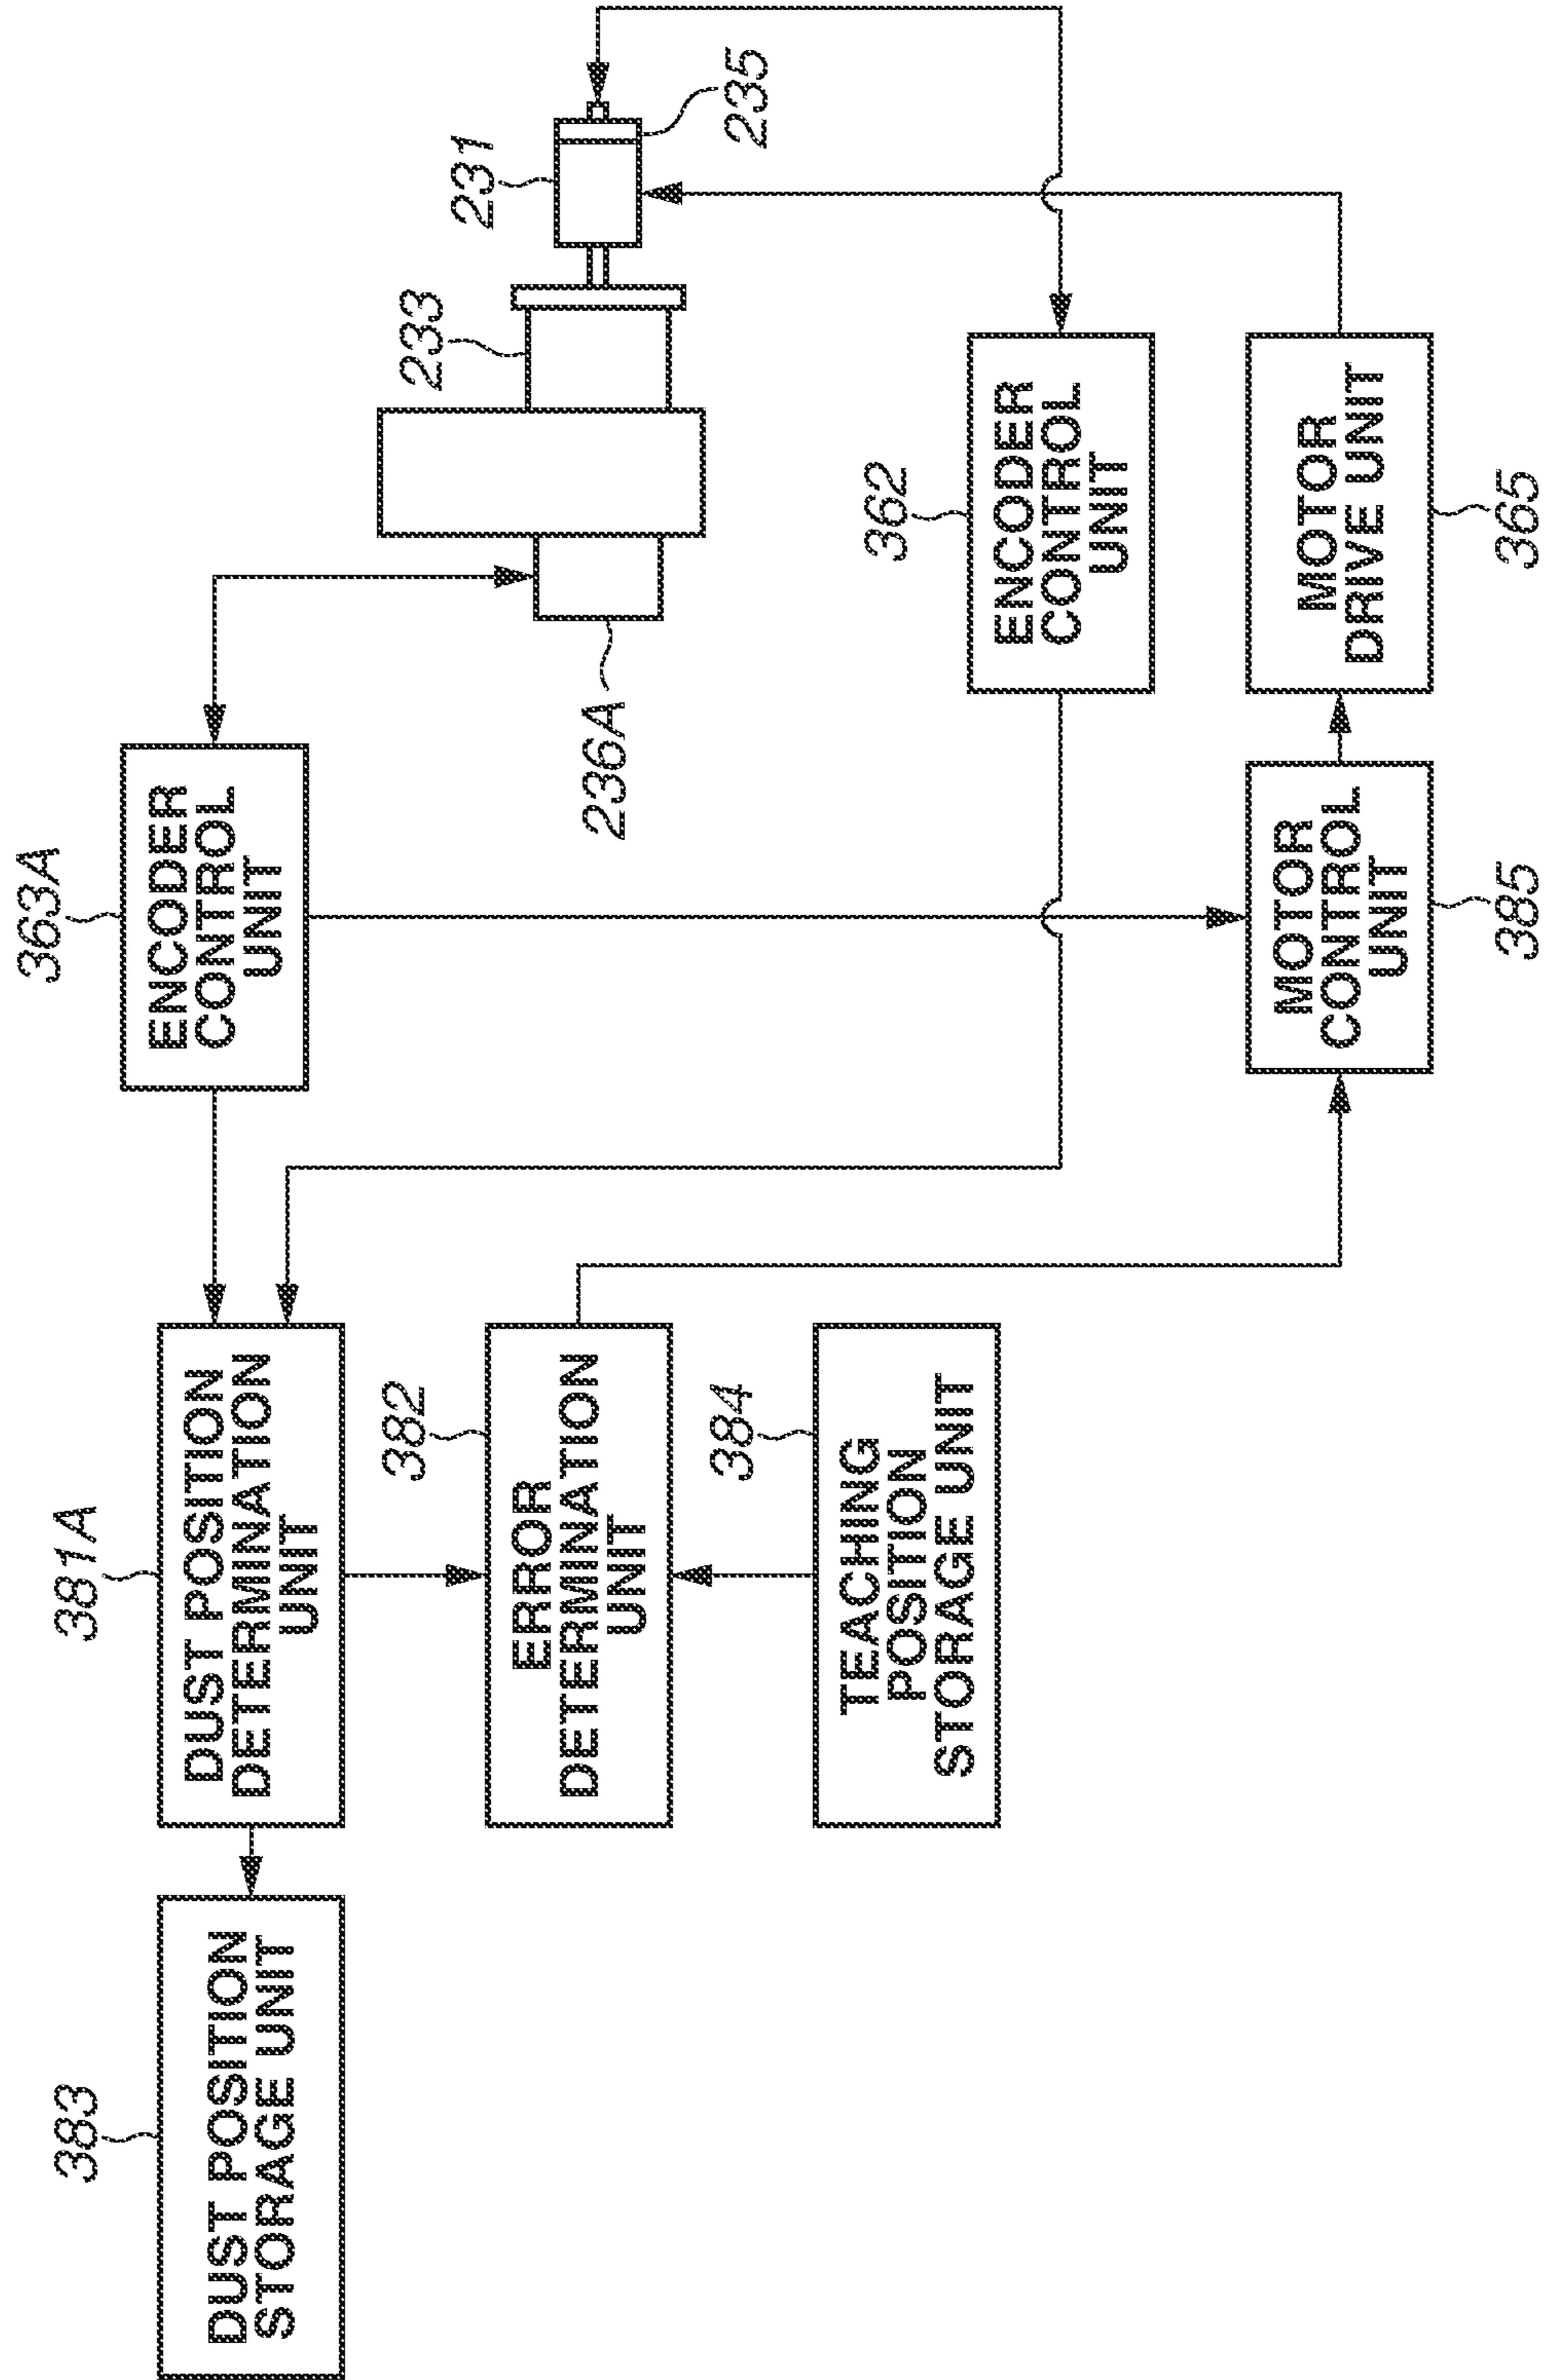 383
DUST POSITION
STORAGE UNIT
381A
DUST POSITION
DETERMINATION
UNIT
382
ERROR
DETERMINATION
UNIT
384
TEACHING
POSITION
STORAGE UNIT
363A
ENCODER
CONTROL
UNIT
236A
233
231
235
362
ENCODER
CONTROL
UNIT
385
MOTOR
CONTROL
UNIT
365
MOTOR
DRIVE UNIT